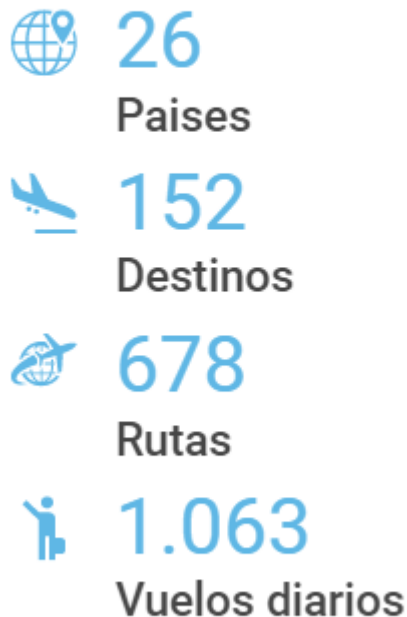 26
Paises
152
Destinos
678
Rutas
1.063
Vuelos diarios